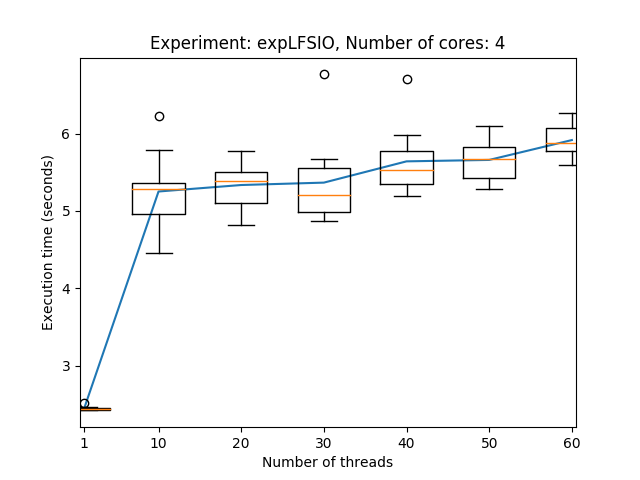 Experiment: expLFSIO, Number of cores: 4
Execution time (seconds)
6
5
4
3
1 10 20 30 40 50 60
Number of threads